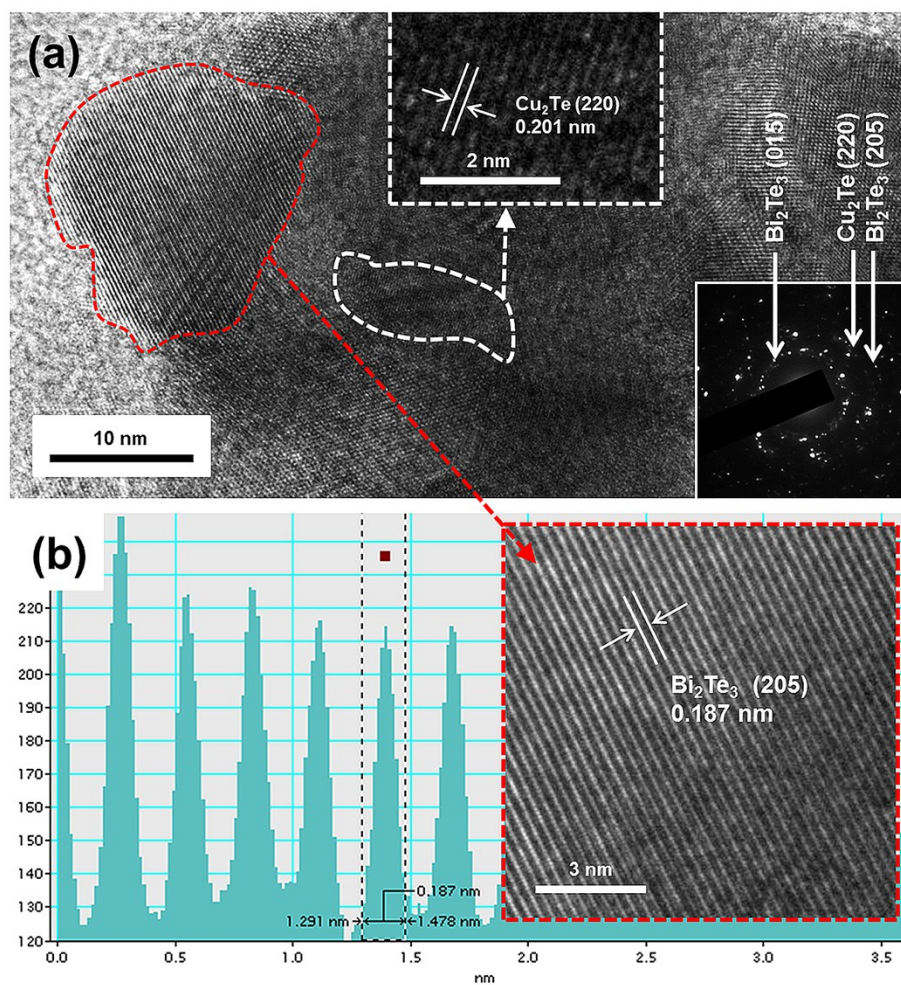 (a)
Cu₂Te (220)
0.201 nm
2 nm
Bi₂Te₃ (015)
Cu₂Te (220)
Bi₂Te₃ (205)
10 nm
(b)
220
210
200
190
180
170
160
150
140
130
120
0.187 nm
1.291 nm
1.478 nm
0.0
0.5
1.0
1.5
2.0
2.5
3.0
3.5
nm
Bi₂Te₃ (205)
0.187 nm
3 nm